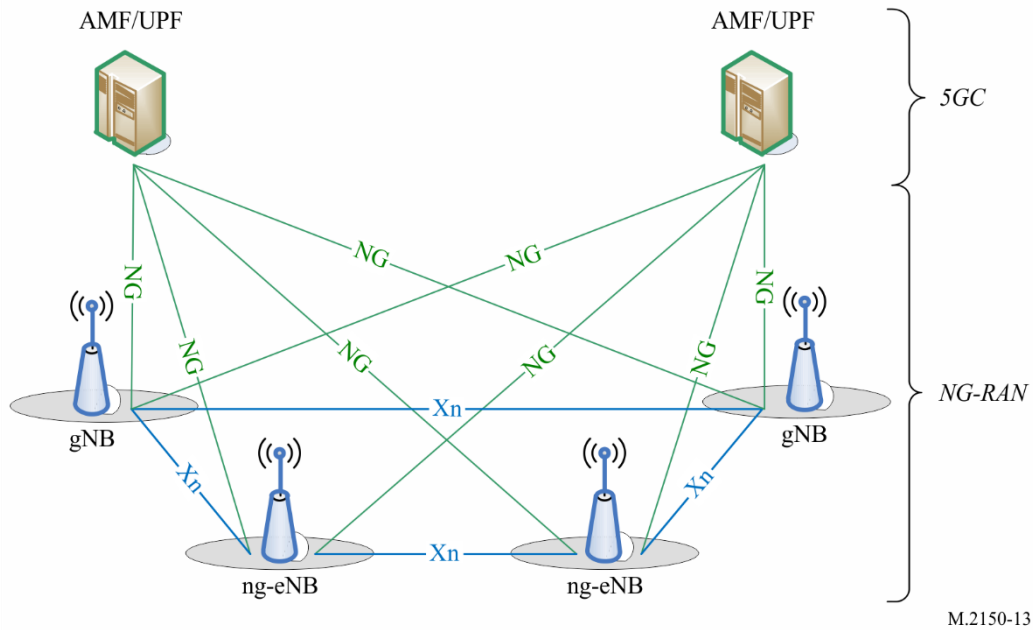 AMF/UPF
AMF/UPF
5GC
NG
NG
NG
NG
NG
NG
NG
NG
NG-RAN
Xn
gNB
gNB
Xn
Xn
Xn
ng-eNB
ng-eNB
M.2150-13